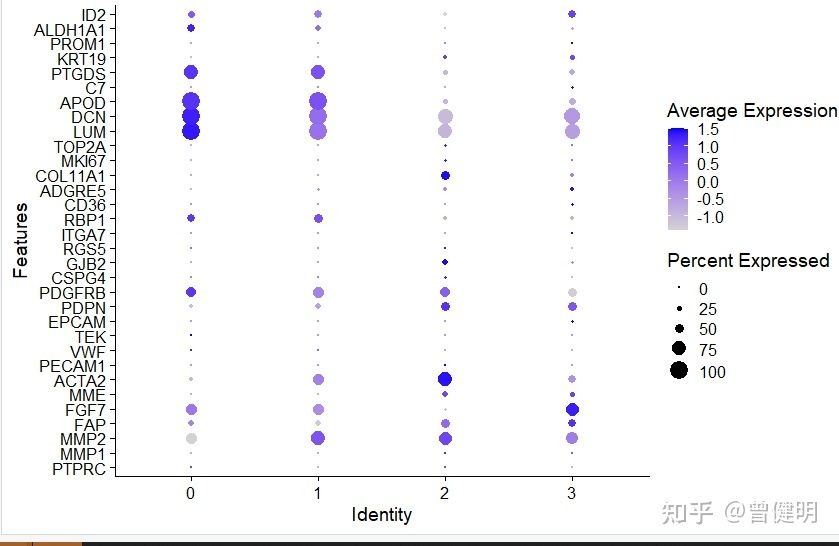 ID2
ALDH1A1
PROM1
KRT19
PTGDS
C7
APOD
DCN
LUM
TOP2A
MKI67
COL11A1
ADGRE5
CD36
RBP1
ITGA7
RGS5
GJB2
CSPG4
PDGFRB
PDPN
EPCAM
TEK
VWF
PECAM1
ACTA2
MME
FGF7
FAP
MMP2
MMP1
PTPRC
Features
0 1 2 3
Identity
Average Expression
1.5
1.0
0.5
0.0
-0.5
-1.0
Percent Expressed
0
25
50
75
100
知乎 @曾健明